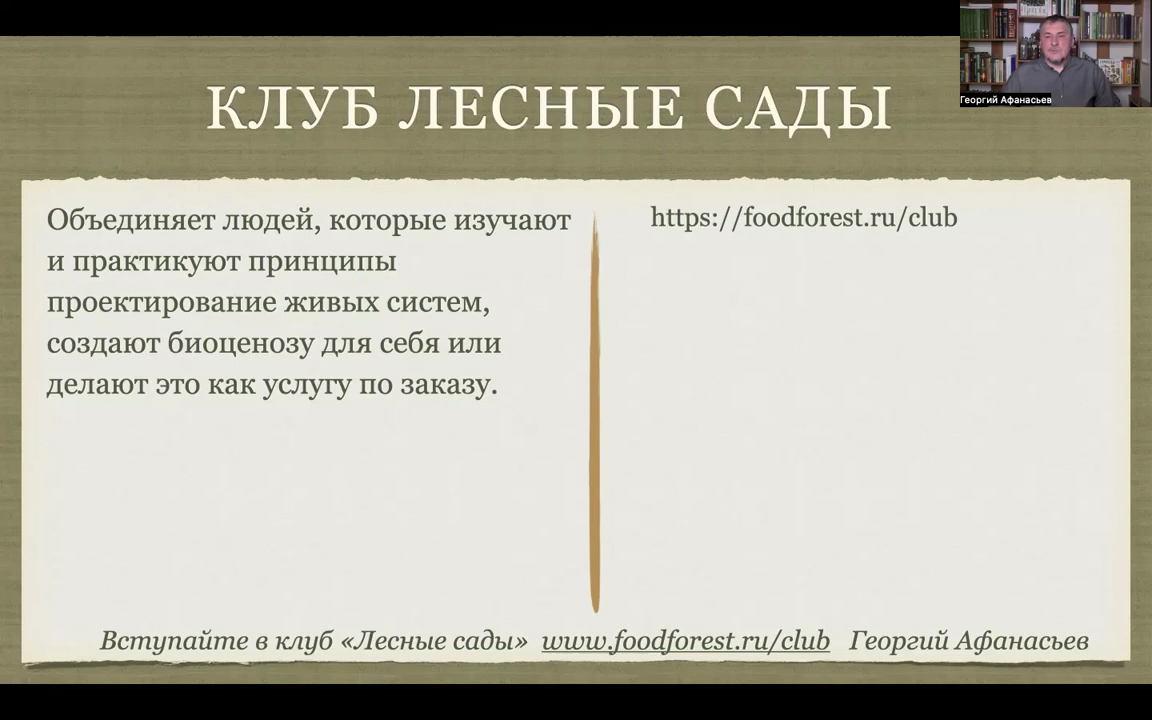 КЛУБ ЛЕСНЫЕ САДЫ
Георгий Афанасьев
Объединяет людей, которые изучают
и практикуют принципы
проектирование живых систем,
создают биоценозу для себя или
делают это как услугу по заказу.
https://foodforest.ru/club
Вступайте в клуб «Лесные сады» www.foodforest.ru/club Георгий Афанасьев